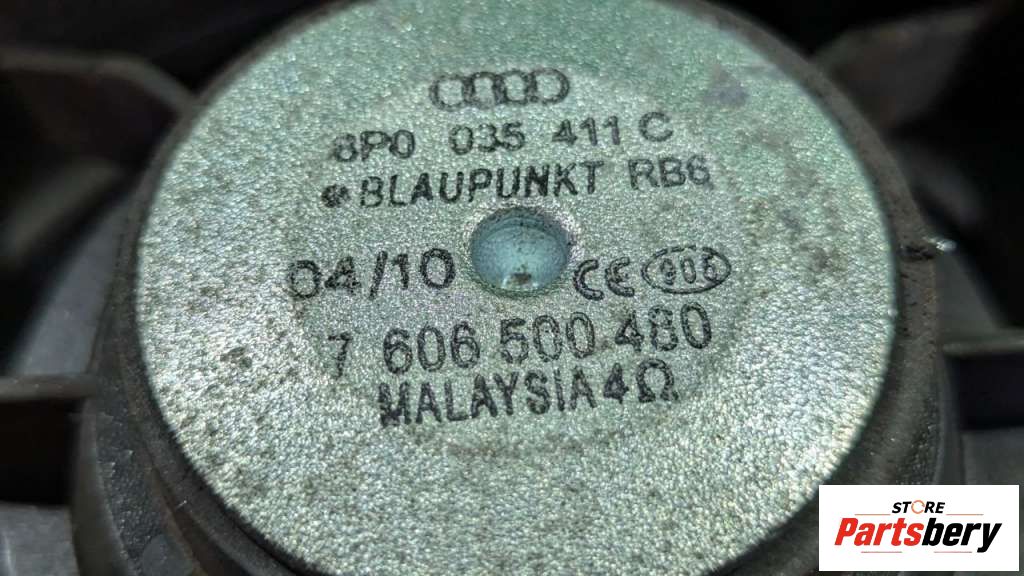 8P0 035 411 C
BLAUPUNKT RB6
04/10 CE 906
7 606 500 480
MALAYSIA 4Ω
STORE
Partsbery